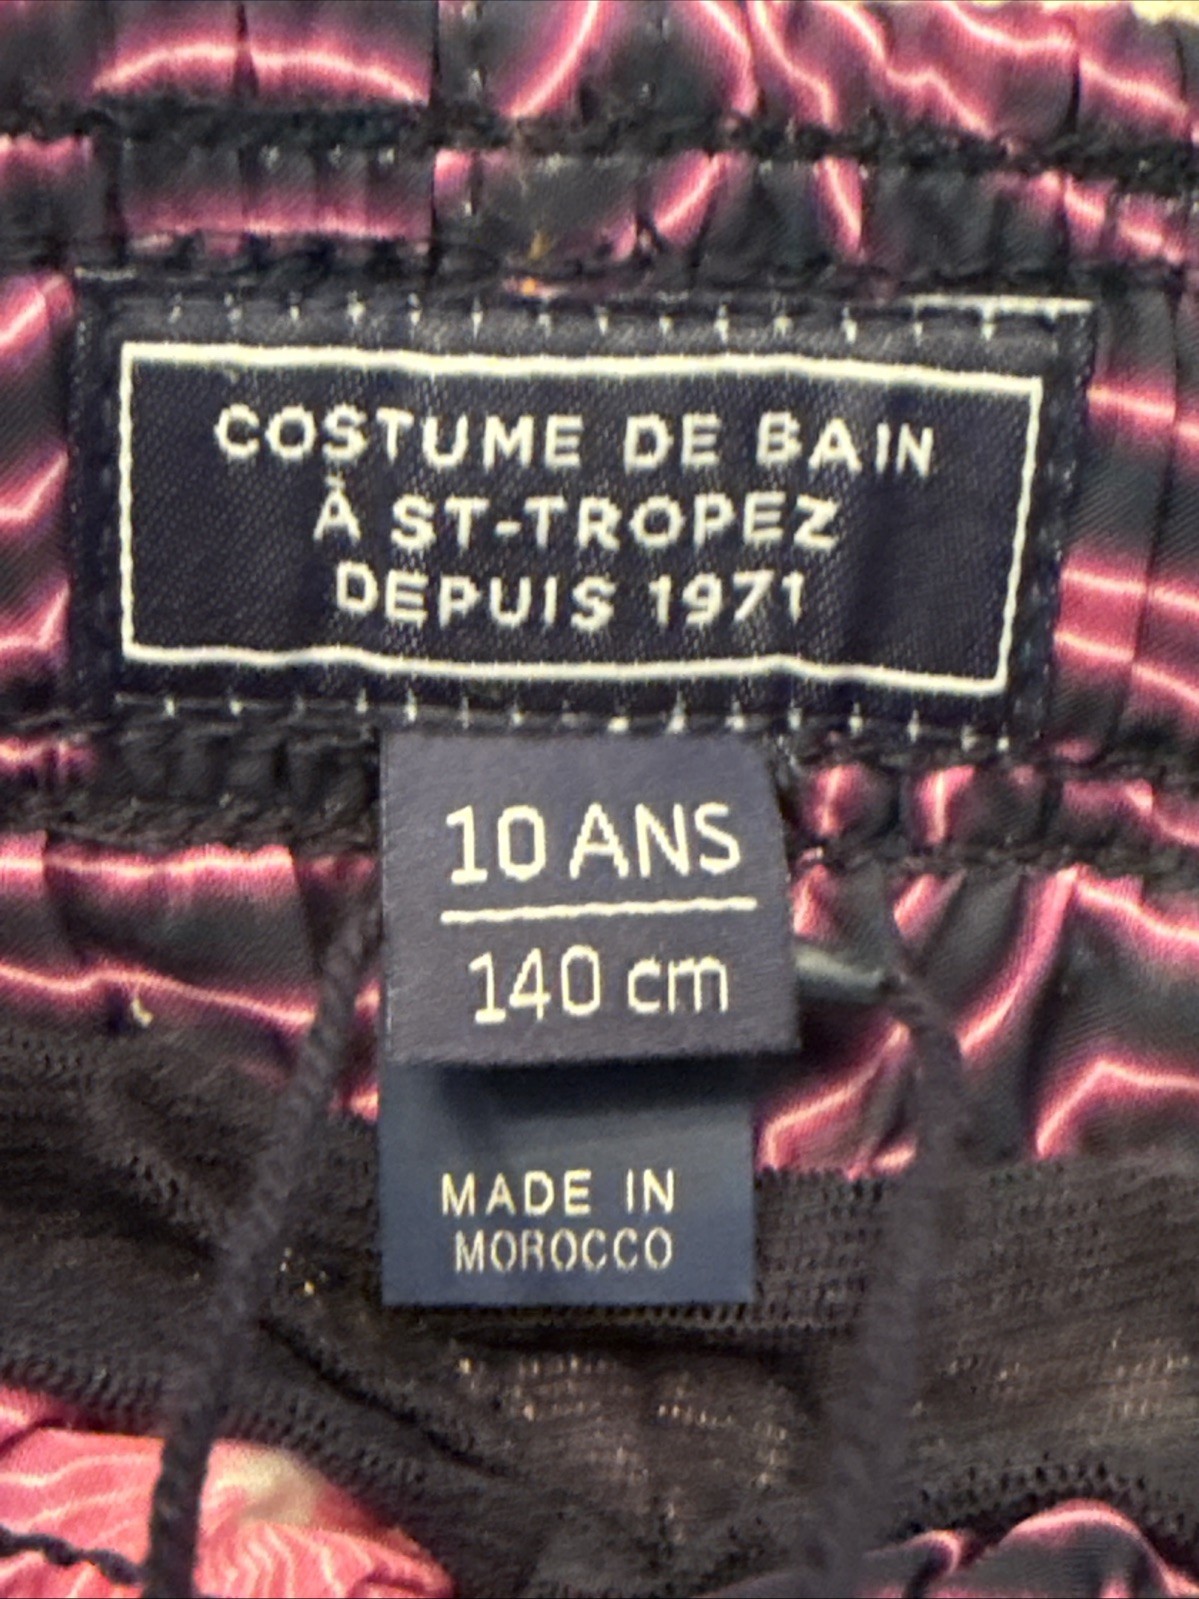 COSTUME DE BAIN
À ST-TROPEZ
DEPUIS 1971
10 ANS
140 cm
MADE IN
MOROCCO